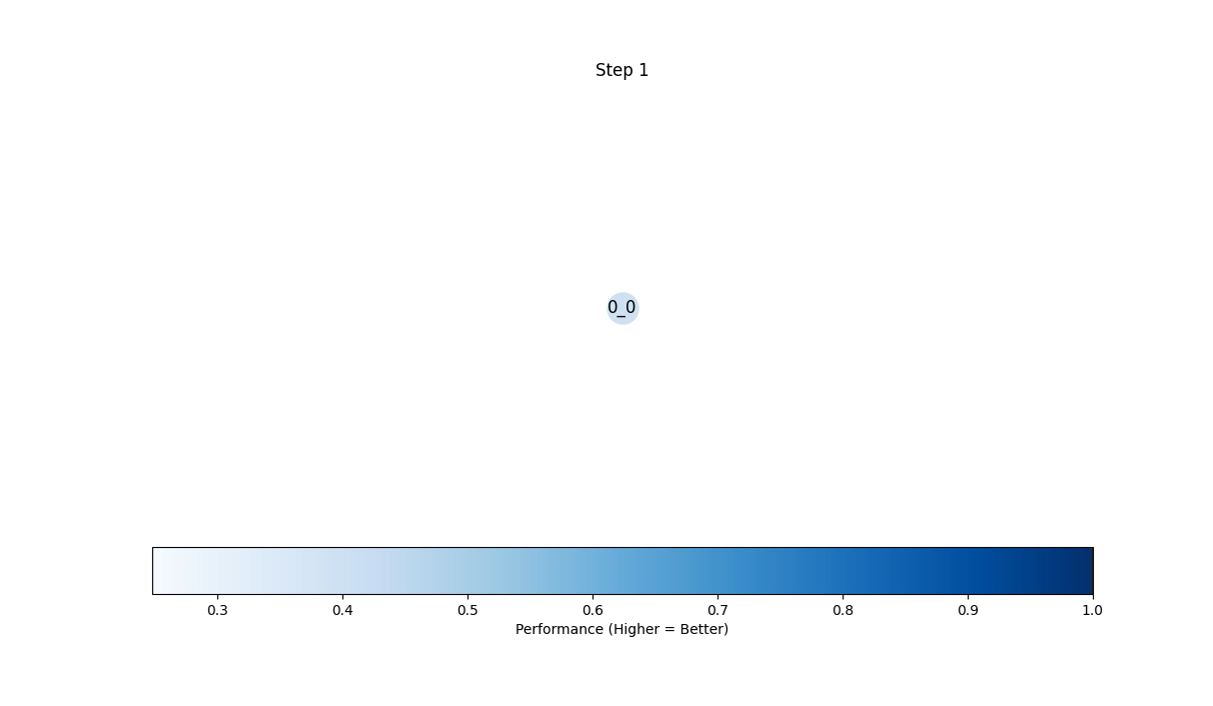 Step 1
0_0
0.3 0.4 0.5 0.6 0.7 0.8 0.9 1.0
Performance (Higher = Better)